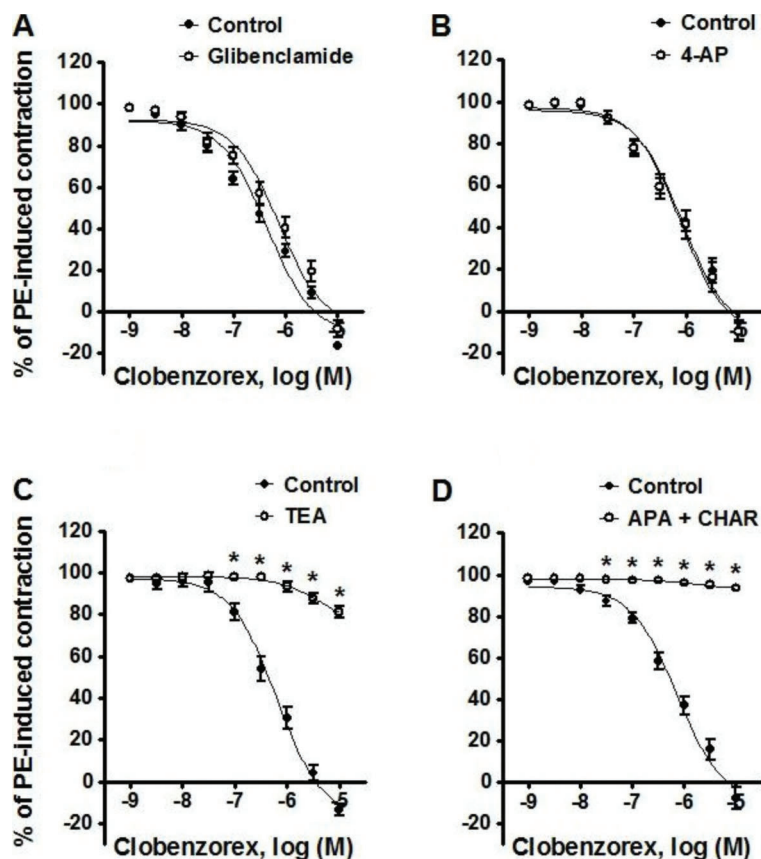 A
Control
Glibenclamide
120
100
80
60
40
20
0
-20
-9 -8 -7 -6 -5
% of PE-induced contraction
Clobenzorex, log (M)
B
Control
4-AP
120
100
80
60
40
20
0
-20
-9 -8 -7 -6 -5
Clobenzorex, log (M)
C
Control
TEA
120
100
80
60
40
20
0
-20
* * * * *
-9 -8 -7 -6 -5
% of PE-induced contraction
Clobenzorex, log (M)
D
Control
APA + CHAR
120
100
80
60
40
20
0
-20
* * * * * *
-9 -8 -7 -6 -5
Clobenzorex, log (M)